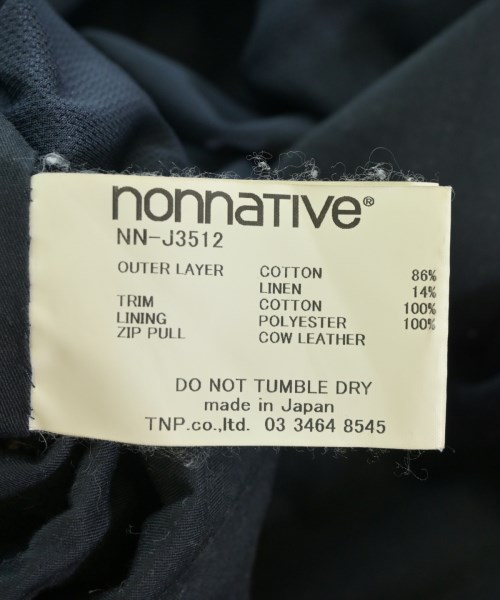 nonnative®
NN-J3512
OUTER LAYER COTTON 86%
LINEN 14%
TRIM COTTON 100%
LINING POLYESTER 100%
ZIP PULL COW LEATHER
DO NOT TUMBLE DRY
made in Japan
TNP.co.,ltd. 03 3464 8545